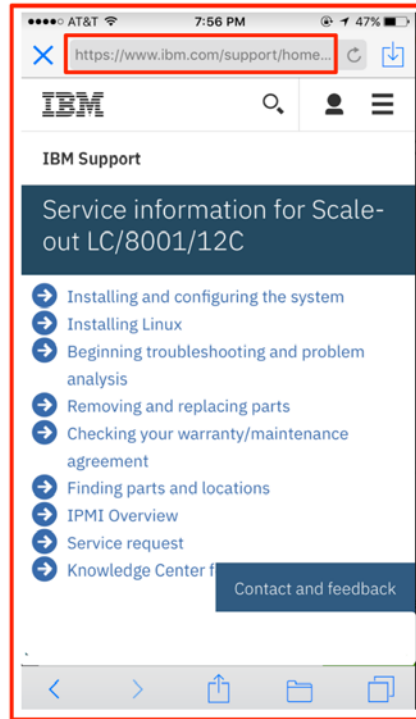 AT&T 7:56 PM 47%
https://www.ibm.com/support/home...
IBM
IBM Support
Service information for Scale-
out LC/8001/12C
Installing and configuring the system
Installing Linux
Beginning troubleshooting and problem
analysis
Removing and replacing parts
Checking your warranty/maintenance
agreement
Finding parts and locations
IPMI Overview
Service request
Knowledge Center f
Contact and feedback